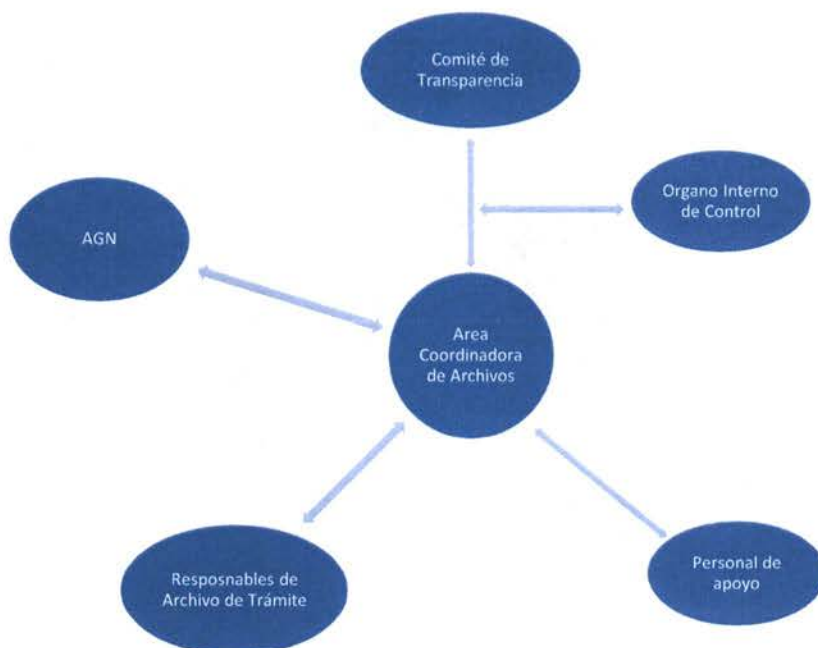 Comité de
Transparencia
Organo Interno
de Control
AGN
Area
Coordinadora
de Archivos
Resposnables de
Archivo de Trámite
Personal de
apoyo